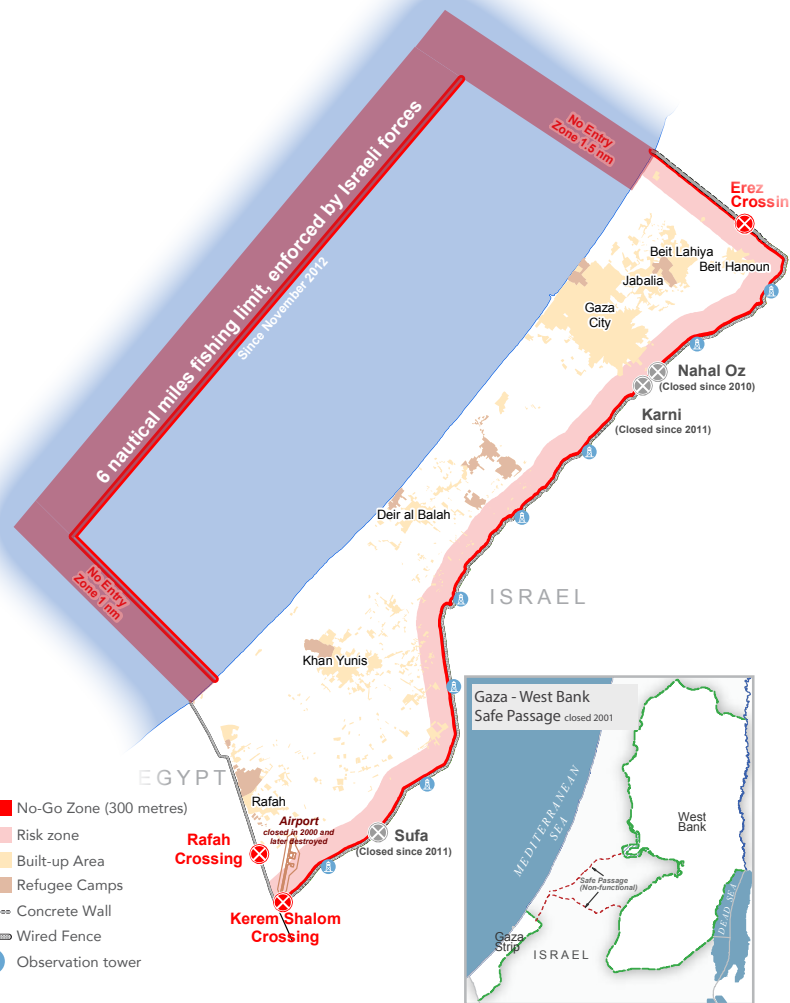 No Entry
Zone 1.5 nm
6 nautical miles fishing limit, enforced by Israeli forces
Since November 2012
Erez
Crossin
Beit Lahiya
Beit Hanoun
Jabalia
Gaza
City
Nahal Oz
(Closed since 2010)
Karni
(Closed since 2011)
Deir al Balah
No Entry
Zone 1 nm
ISRAEL
Khan Yunis
EGYPT
Rafah
Airport
closed in 2000 and
later destroyed
Sufa
(Closed since 2011)
Rafah
Crossing
Kerem Shalom
Crossing
No-Go Zone (300 metres)
Risk zone
Built-up Area
Refugee Camps
Concrete Wall
Wired Fence
Observation tower
Gaza - West Bank
Safe Passage closed 2001
MEDITERRANEAN
SEA
West
Bank
Safe Passage
(Non-functional)
DEAD SEA
Gaza
Strip
ISRAEL